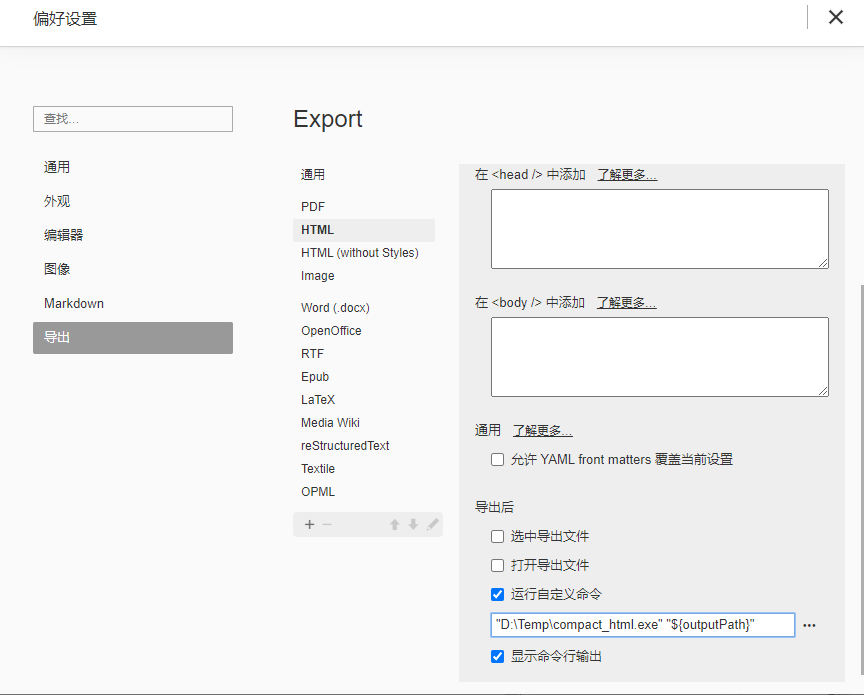 偏好设置
查找...
通用
外观
编辑器
图像
Markdown
导出
Export
通用
PDF
HTML
HTML (without Styles)
Image
Word (.docx)
OpenOffice
RTF
Epub
LaTeX
Media Wiki
reStructuredText
Textile
OPML
在 <head /> 中添加 了解更多...
在 <body /> 中添加 了解更多...
通用 了解更多...
允许 YAML front matters 覆盖当前设置
导出后
选中导出文件
打开导出文件
运行自定义命令
"D:\Temp\compact_html.exe" "${outputPath}"
显示命令行输出